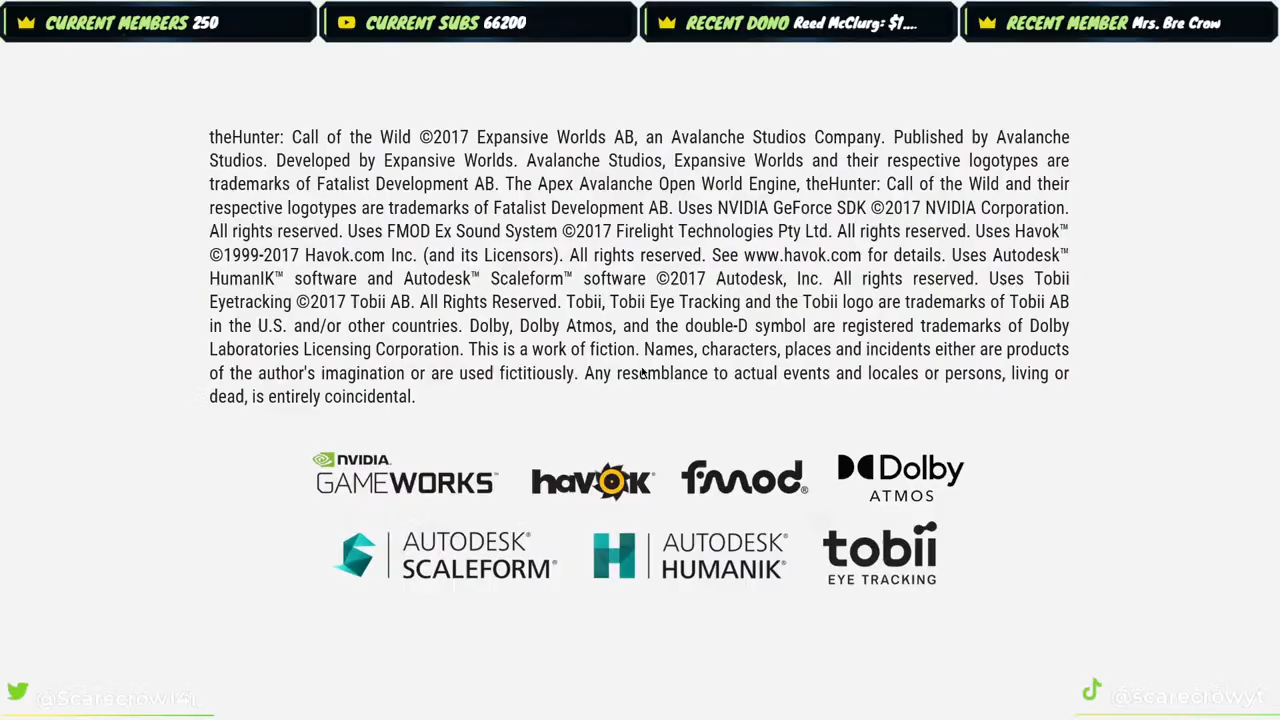 CURRENT MEMBERS 250
CURRENT SUBS 66200
RECENT DONO Reed McClurg: $1....
RECENT MEMBER Mrs. Bre Crow
theHunter: Call of the Wild ©2017 Expansive Worlds AB, an Avalanche Studios Company. Published by Avalanche
Studios. Developed by Expansive Worlds. Avalanche Studios, Expansive Worlds and their respective logotypes are
trademarks of Fatalist Development AB. The Apex Avalanche Open World Engine, theHunter: Call of the Wild and their
respective logotypes are trademarks of Fatalist Development AB. Uses NVIDIA GeForce SDK ©2017 NVIDIA Corporation.
All rights reserved. Uses FMOD Ex Sound System ©2017 Firelight Technologies Pty Ltd. All rights reserved. Uses Havok™
©1999-2017 Havok.com Inc. (and its Licensors). All rights reserved. See www.havok.com for details. Uses Autodesk™
HumanIK™ software and Autodesk™ Scaleform™ software ©2017 Autodesk, Inc. All rights reserved. Uses Tobii
Eyetracking ©2017 Tobii AB. All Rights Reserved. Tobii, Tobii Eye Tracking and the Tobii logo are trademarks of Tobii AB
in the U.S. and/or other countries. Dolby, Dolby Atmos, and the double-D symbol are registered trademarks of Dolby
Laboratories Licensing Corporation. This is a work of fiction. Names, characters, places and incidents either are products
of the author's imagination or are used fictitiously. Any resemblance to actual events and locales or persons, living or
dead, is entirely coincidental.
NVIDIA.
GAMEWORKS™
havok®
fmod®
Dolby
ATMOS
AUTODESK®
SCALEFORM®
AUTODESK®
HUMANIK®
tobii
EYE TRACKING
@scarecrowyt